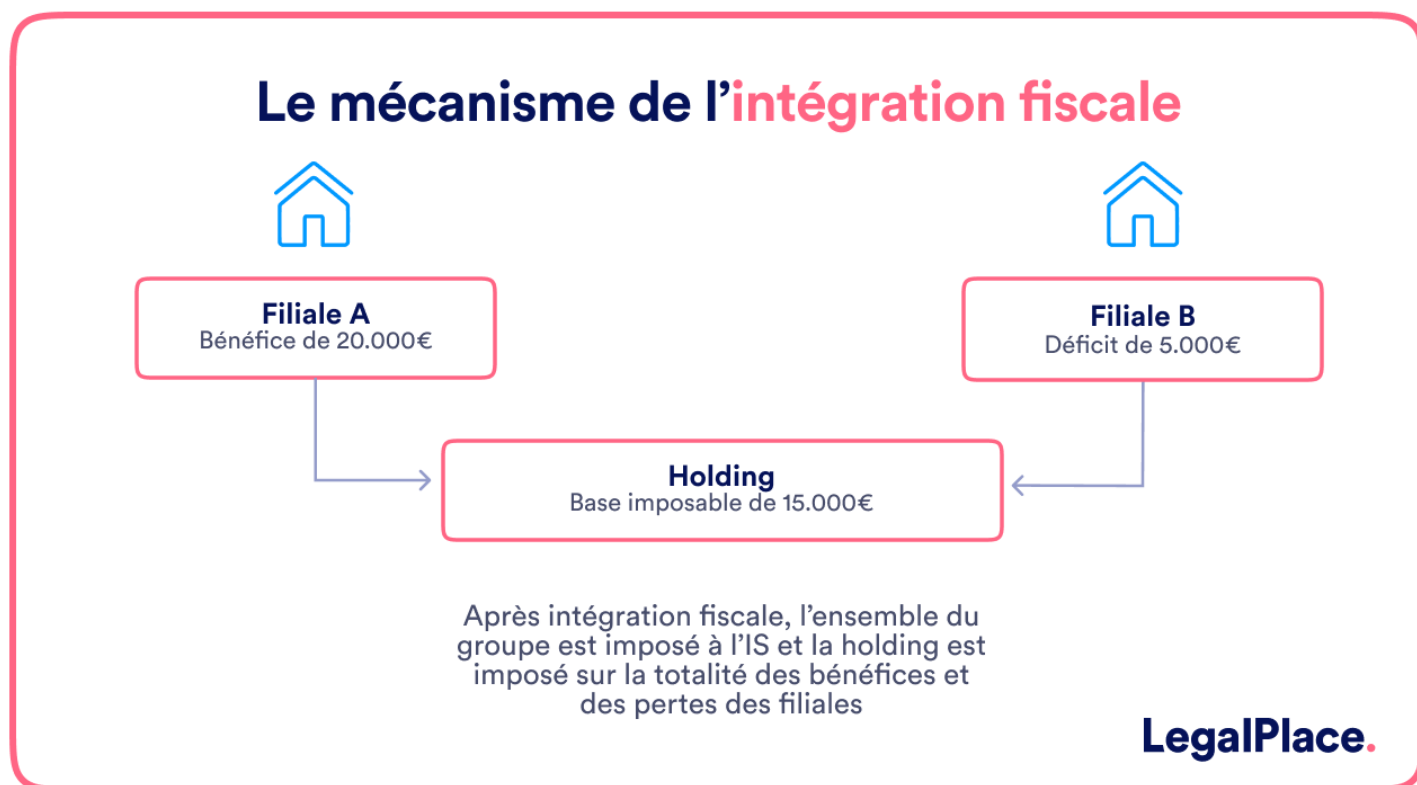 Le mécanisme de l’intégration fiscale
Filiale A
Bénéfice de 20.000€
Filiale B
Déficit de 5.000€
Holding
Base imposable de 15.000€
Après intégration fiscale, l’ensemble du
groupe est imposé à l’IS et la holding est
imposé sur la totalité des bénéfices et
des pertes des filiales
LegalPlace.